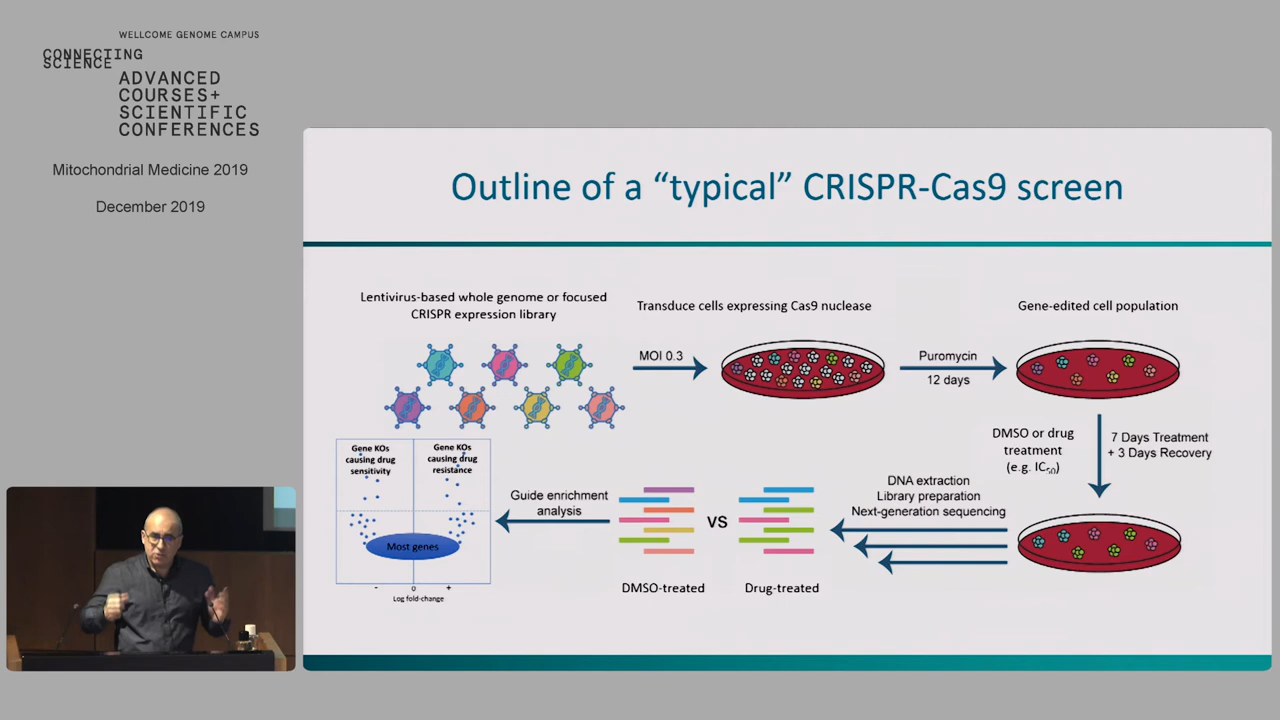 WELLCOME GENOME CAMPUS
CONNECTING
SCIENCE
ADVANCED
COURSES+
SCIENTIFIC
CONFERENCES
Mitochondrial Medicine 2019
December 2019
Outline of a “typical” CRISPR-Cas9 screen
Lentivirus-based whole genome or focused
CRISPR expression library
MOI 0.3
Transduce cells expressing Cas9 nuclease
Puromycin
12 days
Gene-edited cell population
DMSO or drug
treatment
(e.g. IC50)
7 Days Treatment
+ 3 Days Recovery
DNA extraction
Library preparation
Next-generation sequencing
DMSO-treated
VS
Drug-treated
Guide enrichment
analysis
Gene KOs
causing drug
sensitivity
Gene KOs
causing drug
resistance
Most genes
- 0 +
Log fold-change